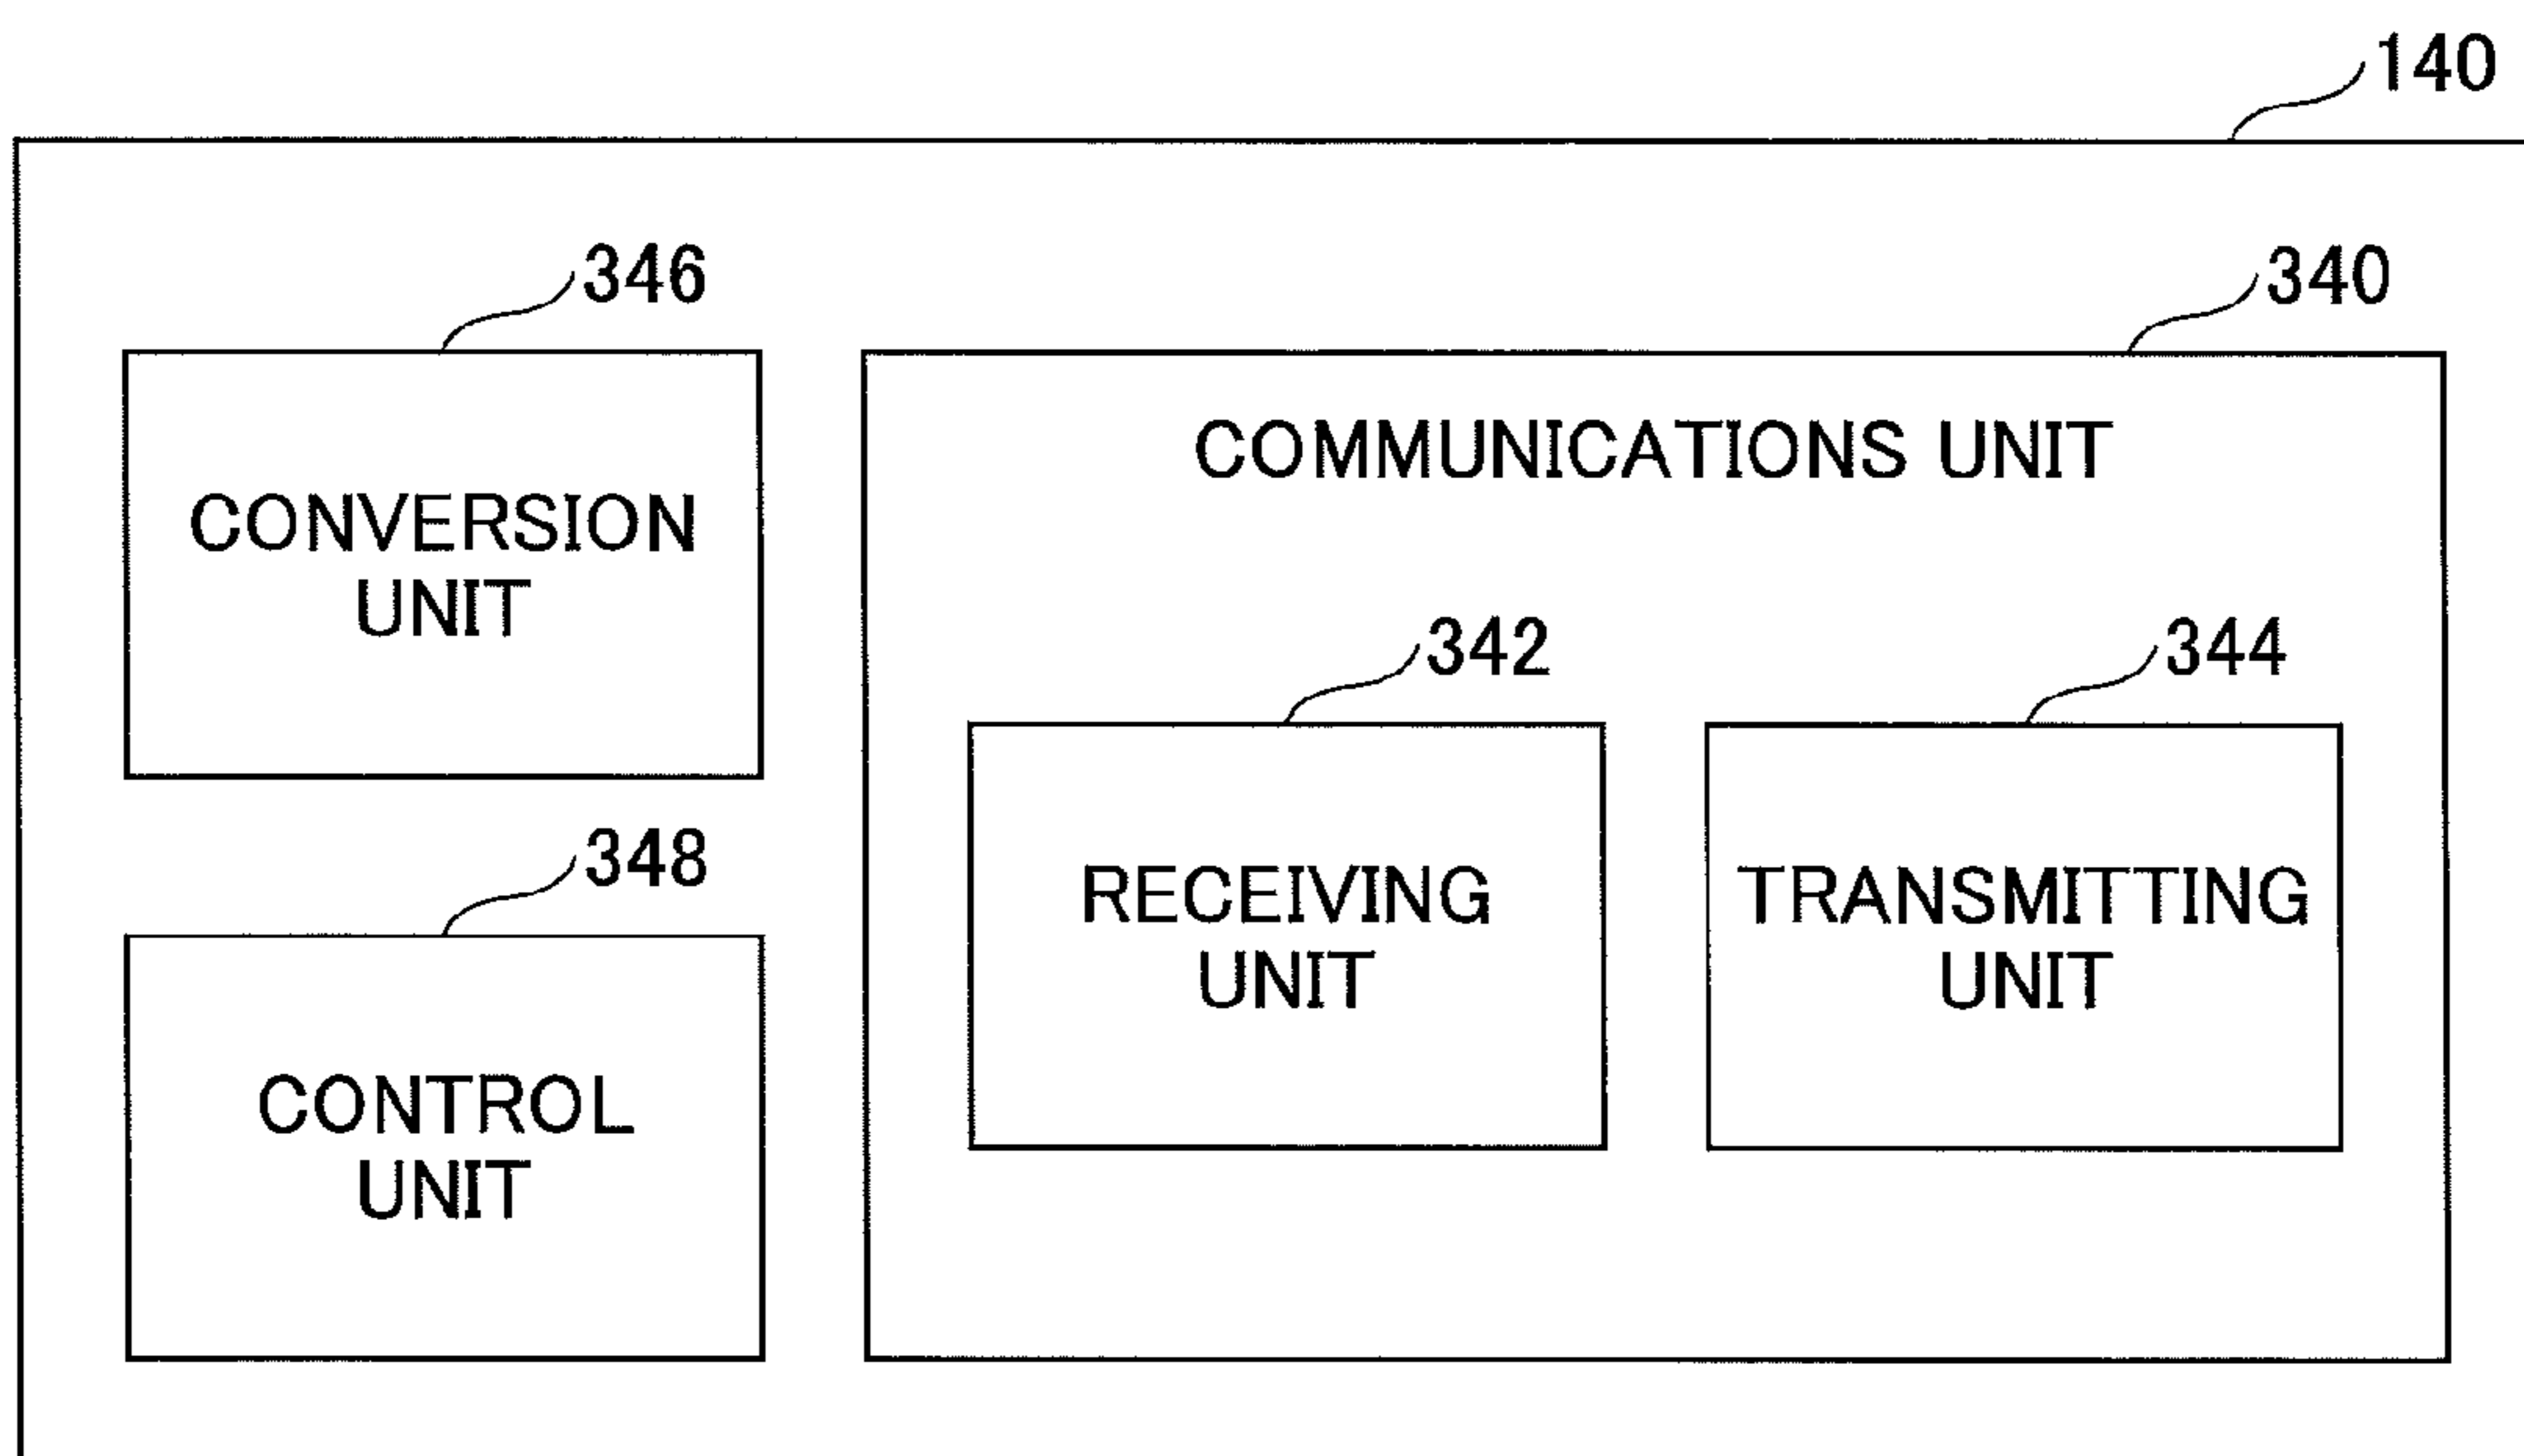 140
346
340
CONVERSION
UNIT
COMMUNICATIONS UNIT
342
344
RECEIVING
UNIT
TRANSMITTING
UNIT
348
CONTROL
UNIT